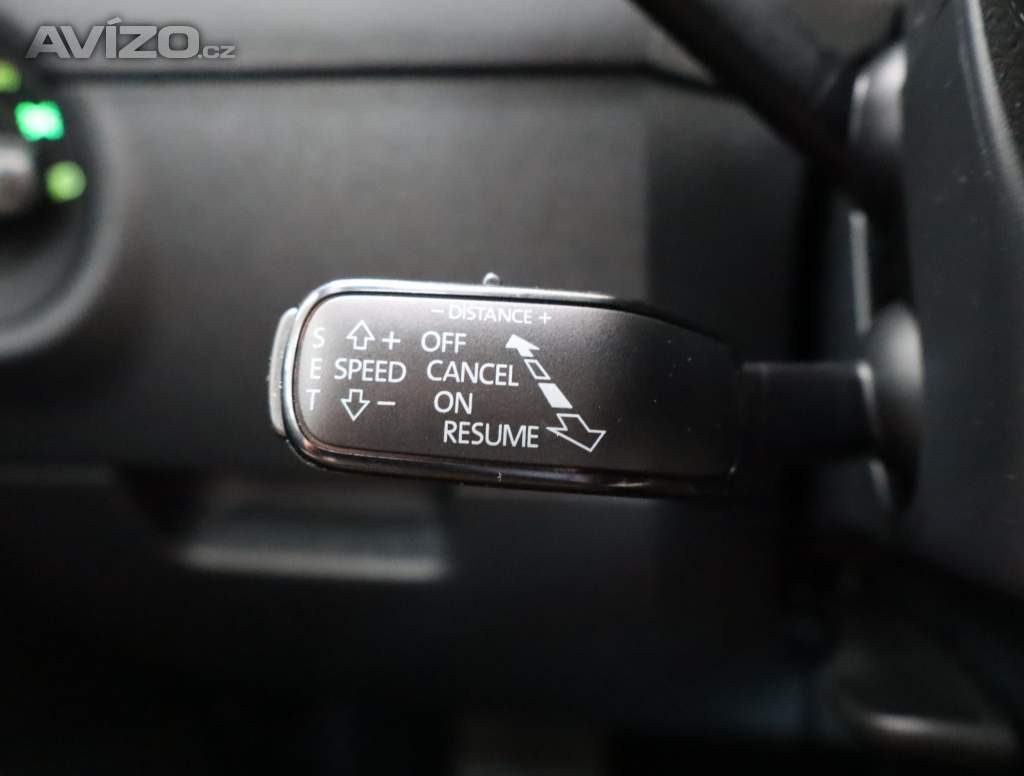 AVÍZO.cz
- DISTANCE +
S + OFF
E SPEED CANCEL
T - ON
RESUME